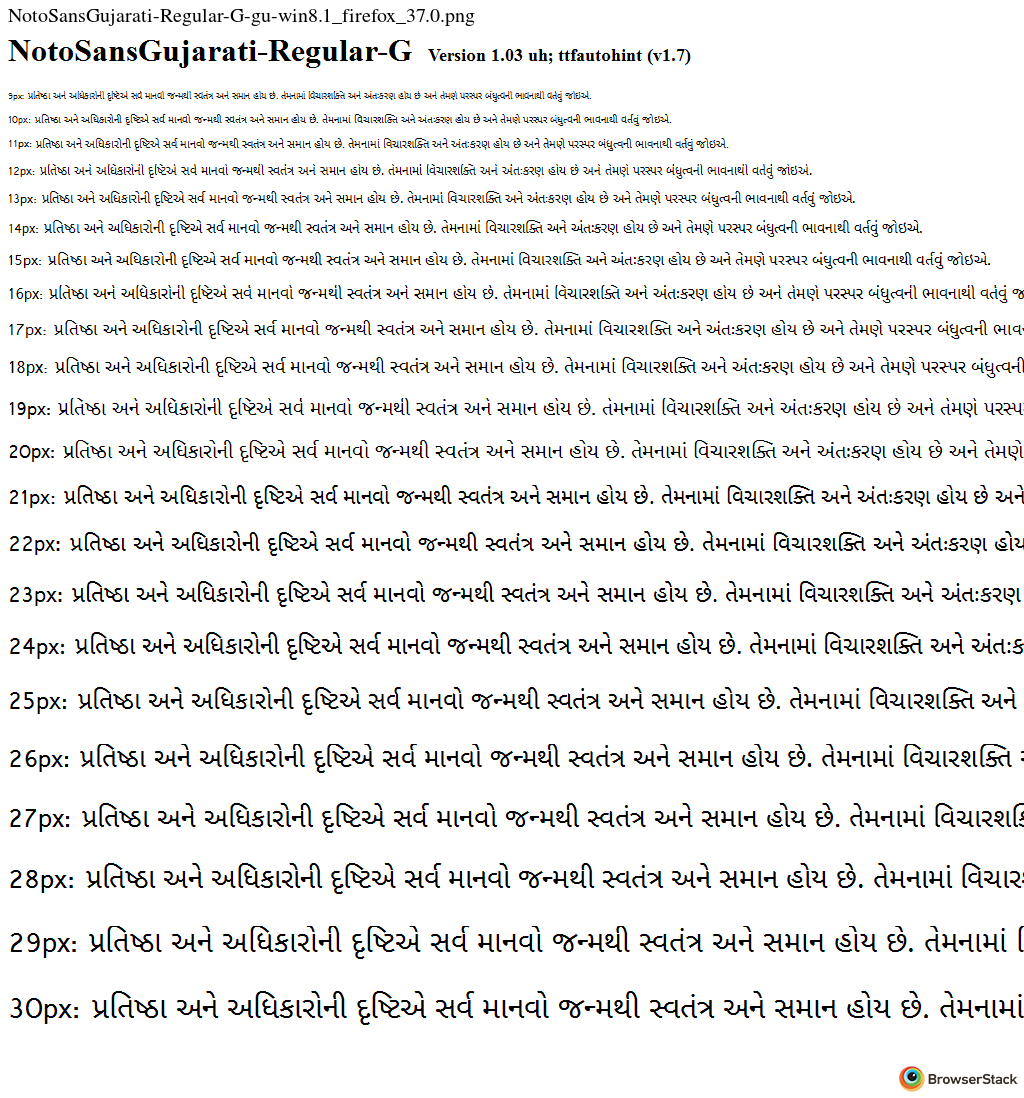 NotoSansGujarati-Regular-G-gu-win8.1_firefox_37.0.png
NotoSansGujarati-Regular-G Version 1.03 uh; ttfautohint (v1.7)
9px: પ્રતિષ્ઠા અને અધિકારોની દૃષ્ટિએ સર્વ માનવો જન્મથી સ્વતંત્ર અને સમાન હોય છે. તેમનામાં વિચારશક્તિ અને અંતઃકરણ હોય છે અને તેમણે પરસ્પર બંધુત્વની ભાવનાથી વર્તવું જોઇએ.
10px: પ્રતિષ્ઠા અને અધિકારોની દૃષ્ટિએ સર્વ માનવો જન્મથી સ્વતંત્ર અને સમાન હોય છે. તેમનામાં વિચારશક્તિ અને અંતઃકરણ હોય છે અને તેમણે પરસ્પર બંધુત્વની ભાવનાથી વર્તવું જોઇએ.
11px: પ્રતિષ્ઠા અને અધિકારોની દૃષ્ટિએ સર્વ માનવો જન્મથી સ્વતંત્ર અને સમાન હોય છે. તેમનામાં વિચારશક્તિ અને અંતઃકરણ હોય છે અને તેમણે પરસ્પર બંધુત્વની ભાવનાથી વર્તવું જોઇએ.
12px: પ્રતિષ્ઠા અને અધિકારોની દૃષ્ટિએ સર્વ માનવો જન્મથી સ્વતંત્ર અને સમાન હોય છે. તેમનામાં વિચારશક્તિ અને અંતઃકરણ હોય છે અને તેમણે પરસ્પર બંધુત્વની ભાવનાથી વર્તવું જોઇએ.
13px: પ્રતિષ્ઠા અને અધિકારોની દૃષ્ટિએ સર્વ માનવો જન્મથી સ્વતંત્ર અને સમાન હોય છે. તેમનામાં વિચારશક્તિ અને અંતઃકરણ હોય છે અને તેમણે પરસ્પર બંધુત્વની ભાવનાથી વર્તવું જોઇએ.
14px: પ્રતિષ્ઠા અને અધિકારોની દૃષ્ટિએ સર્વ માનવો જન્મથી સ્વતંત્ર અને સમાન હોય છે. તેમનામાં વિચારશક્તિ અને અંતઃકરણ હોય છે અને તેમણે પરસ્પર બંધુત્વની ભાવનાથી વર્તવું જોઇએ.
15px: પ્રતિષ્ઠા અને અધિકારોની દૃષ્ટિએ સર્વ માનવો જન્મથી સ્વતંત્ર અને સમાન હોય છે. તેમનામાં વિચારશક્તિ અને અંતઃકરણ હોય છે અને તેમણે પરસ્પર બંધુત્વની ભાવનાથી વર્તવું જોઇએ.
16px: પ્રતિષ્ઠા અને અધિકારોની દૃષ્ટિએ સર્વ માનવો જન્મથી સ્વતંત્ર અને સમાન હોય છે. તેમનામાં વિચારશક્તિ અને અંતઃકરણ હોય છે અને તેમણે પરસ્પર બંધુત્વની ભાવનાથી વર્તવું જ
17px: પ્રતિષ્ઠા અને અધિકારોની દૃષ્ટિએ સર્વ માનવો જન્મથી સ્વતંત્ર અને સમાન હોય છે. તેમનામાં વિચારશક્તિ અને અંતઃકરણ હોય છે અને તેમણે પરસ્પર બંધુત્વની ભાવ
18px: પ્રતિષ્ઠા અને અધિકારોની દૃષ્ટિએ સર્વ માનવો જન્મથી સ્વતંત્ર અને સમાન હોય છે. તેમનામાં વિચારશક્તિ અને અંતઃકરણ હોય છે અને તેમણે પરસ્પર બંધુત્વની
19px: પ્રતિષ્ઠા અને અધિકારોની દૃષ્ટિએ સર્વ માનવો જન્મથી સ્વતંત્ર અને સમાન હોય છે. તેમનામાં વિચારશક્તિ અને અંતઃકરણ હોય છે અને તેમણે પરસ્પ
20px: પ્રતિષ્ઠા અને અધિકારોની દૃષ્ટિએ સર્વ માનવો જન્મથી સ્વતંત્ર અને સમાન હોય છે. તેમનામાં વિચારશક્તિ અને અંતઃકરણ હોય છે અને તેમણે
21px: પ્રતિષ્ઠા અને અધિકારોની દૃષ્ટિએ સર્વ માનવો જન્મથી સ્વતંત્ર અને સમાન હોય છે. તેમનામાં વિચારશક્તિ અને અંતઃકરણ હોય છે અને
22px: પ્રતિષ્ઠા અને અધિકારોની દૃષ્ટિએ સર્વ માનવો જન્મથી સ્વતંત્ર અને સમાન હોય છે. તેમનામાં વિચારશક્તિ અને અંતઃકરણ હોય
23px: પ્રતિષ્ઠા અને અધિકારોની દૃષ્ટિએ સર્વ માનવો જન્મથી સ્વતંત્ર અને સમાન હોય છે. તેમનામાં વિચારશક્તિ અને અંતઃકરણ
24px: પ્રતિષ્ઠા અને અધિકારોની દૃષ્ટિએ સર્વ માનવો જન્મથી સ્વતંત્ર અને સમાન હોય છે. તેમનામાં વિચારશક્તિ અને અંતઃક
25px: પ્રતિષ્ઠા અને અધિકારોની દૃષ્ટિએ સર્વ માનવો જન્મથી સ્વતંત્ર અને સમાન હોય છે. તેમનામાં વિચારશક્તિ અને
26px: પ્રતિષ્ઠા અને અધિકારોની દૃષ્ટિએ સર્વ માનવો જન્મથી સ્વતંત્ર અને સમાન હોય છે. તેમનામાં વિચારશક્તિ
27px: પ્રતિષ્ઠા અને અધિકારોની દૃષ્ટિએ સર્વ માનવો જન્મથી સ્વતંત્ર અને સમાન હોય છે. તેમનામાં વિચારશક્તિ
28px: પ્રતિષ્ઠા અને અધિકારોની દૃષ્ટિએ સર્વ માનવો જન્મથી સ્વતંત્ર અને સમાન હોય છે. તેમનામાં વિચાર
29px: પ્રતિષ્ઠા અને અધિકારોની દૃષ્ટિએ સર્વ માનવો જન્મથી સ્વતંત્ર અને સમાન હોય છે. તેમનામાં
30px: પ્રતિષ્ઠા અને અધિકારોની દૃષ્ટિએ સર્વ માનવો જન્મથી સ્વતંત્ર અને સમાન હોય છે. તેમનામાં
BrowserStack